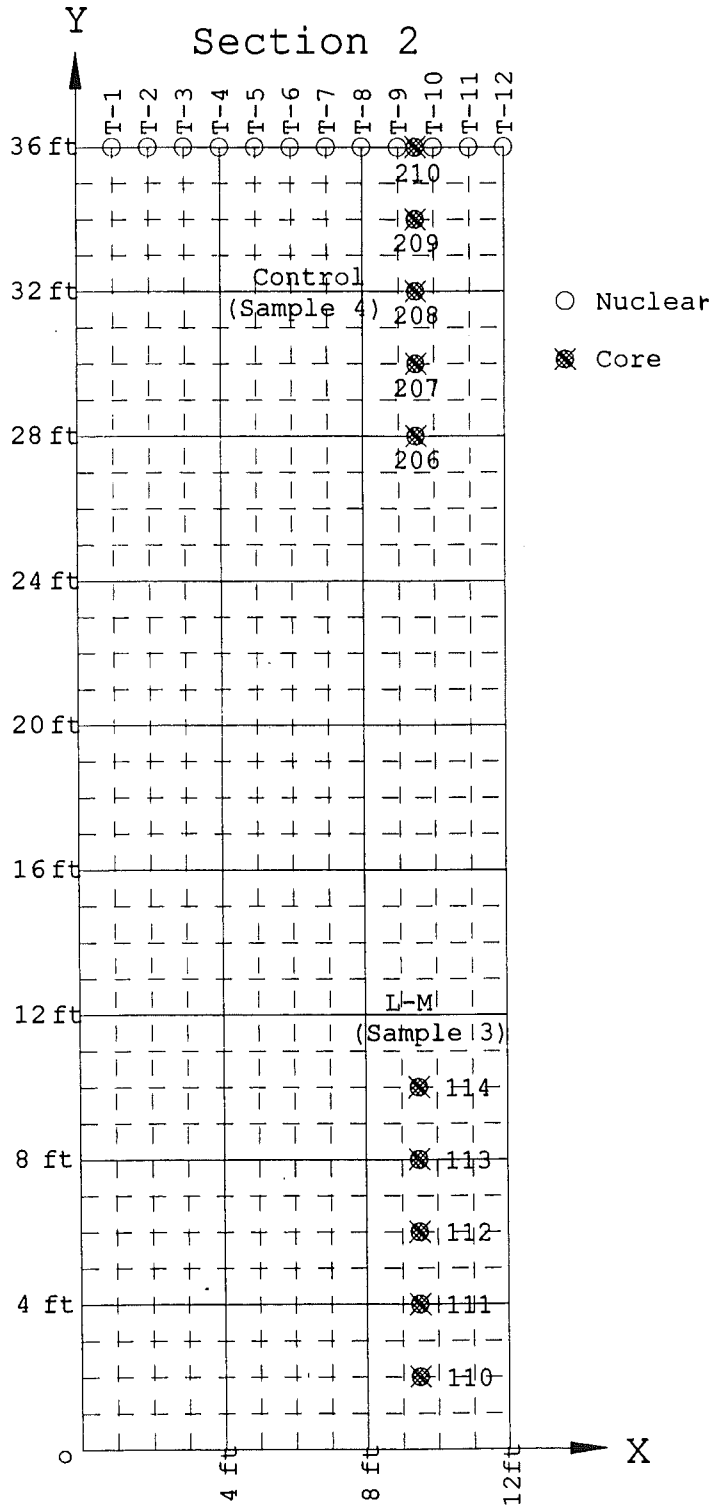 Y
Section 2
T-1
T-2
T-3
T-4
T-5
T-6
T-7
T-8
T-9
T-10
T-11
T-12
36 ft
210
209
Control
32 ft
(Sample 4)
208
Nuclear
Core
207
28 ft
206
24 ft
20 ft
16 ft
L-M
12 ft
(Sample 3)
114
8 ft
113
112
4 ft
111
110
O
4 ft
8 ft
12ft
X